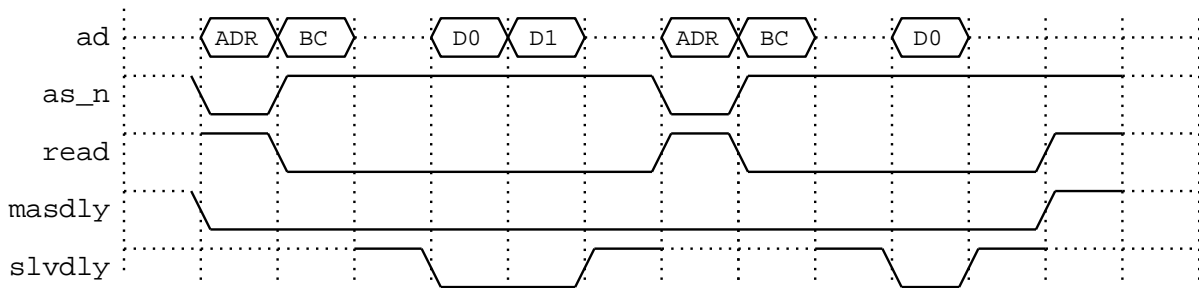 ad ADR BC D0 D1 ADR BC D0
as_n
read
masdly
slvdly